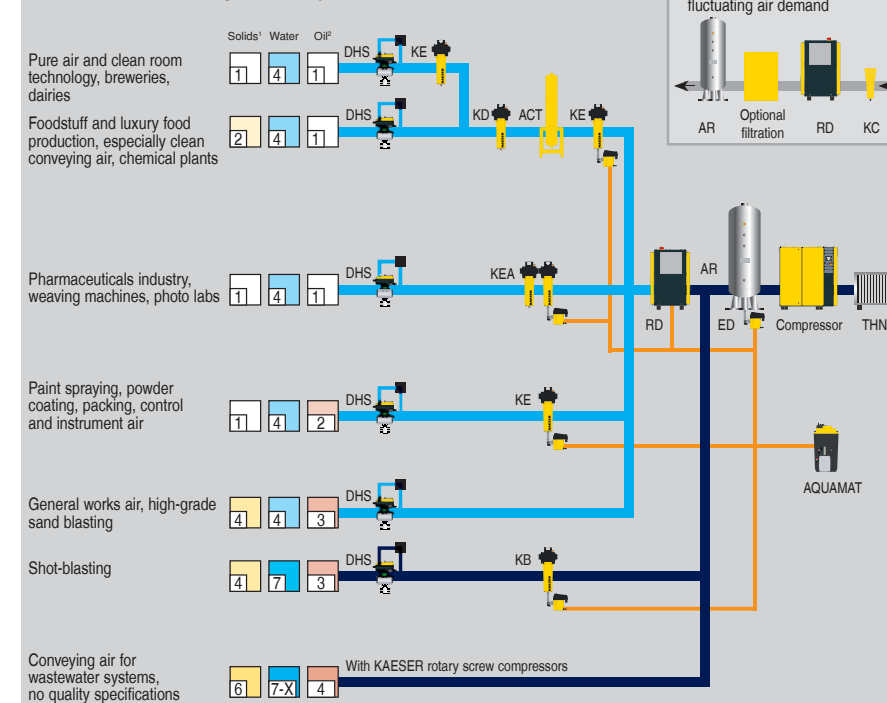 fluctuating air demand
AR
Optional
filtration
RD
KC
Solids¹ Water Oil²
Pure air and clean room
technology, breweries,
dairies
1 4 1
DHS
KE
Foodstuff and luxury food
production, especially clean
conveying air, chemical plants
2 4 1
DHS
KD
ACT
KE
Pharmaceuticals industry,
weaving machines, photo labs
1 4 1
DHS
KEA
RD
AR
ED
Compressor
THN
Paint spraying, powder
coating, packing, control
and instrument air
1 4 2
DHS
KE
AQUAMAT
General works air, high-grade
sand blasting
4 4 3
DHS
Shot-blasting
4 7 3
DHS
KB
Conveying air for
wastewater systems,
no quality specifications
6 7-X 4
With KAESER rotary screw compressors